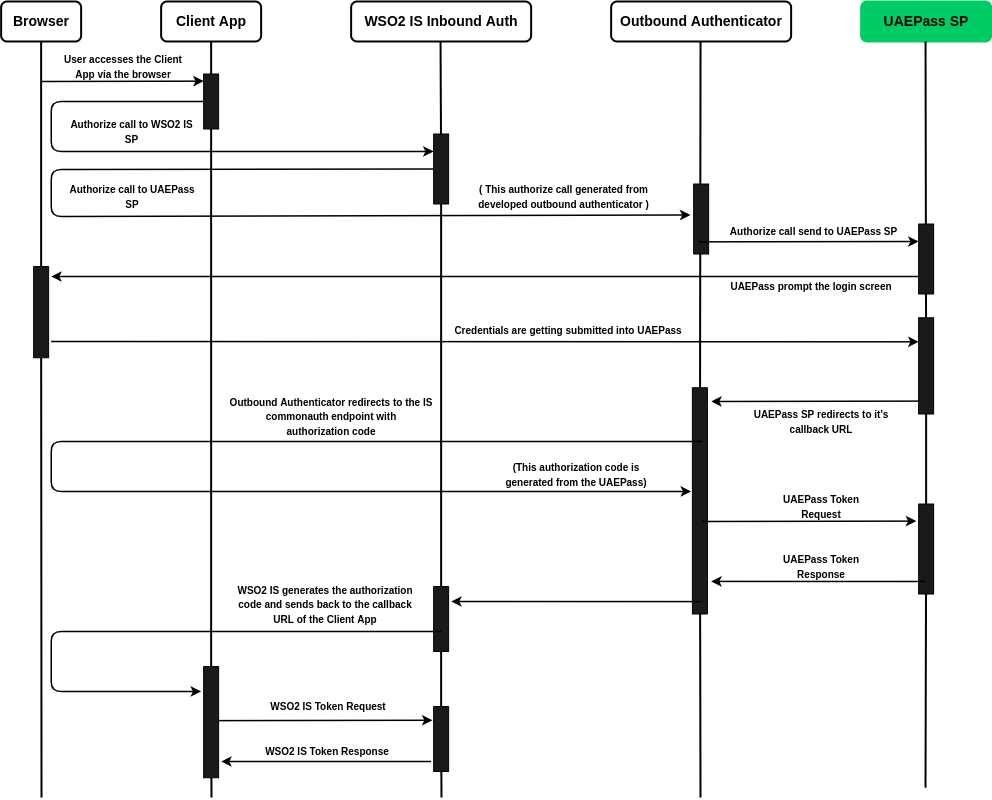 Browser
Client App
WSO2 IS Inbound Auth
Outbound Authenticator
UAEPass SP
User accesses the Client
App via the browser
Authorize call to WSO2 IS
SP
Authorize call to UAEPass
SP
( This authorize call generated from
developed outbound authenticator )
Authorize call send to UAEPass SP
UAEPass prompt the login screen
Credentials are getting submitted into UAEPass
Outbound Authenticator redirects to the IS
commonauth endpoint with
authorization code
UAEPass SP redirects to it's
callback URL
(This authorization code is
generated from the UAEPass)
UAEPass Token
Request
UAEPass Token
Response
WSO2 IS generates the authorization
code and sends back to the callback
URL of the Client App
WSO2 IS Token Request
WSO2 IS Token Response